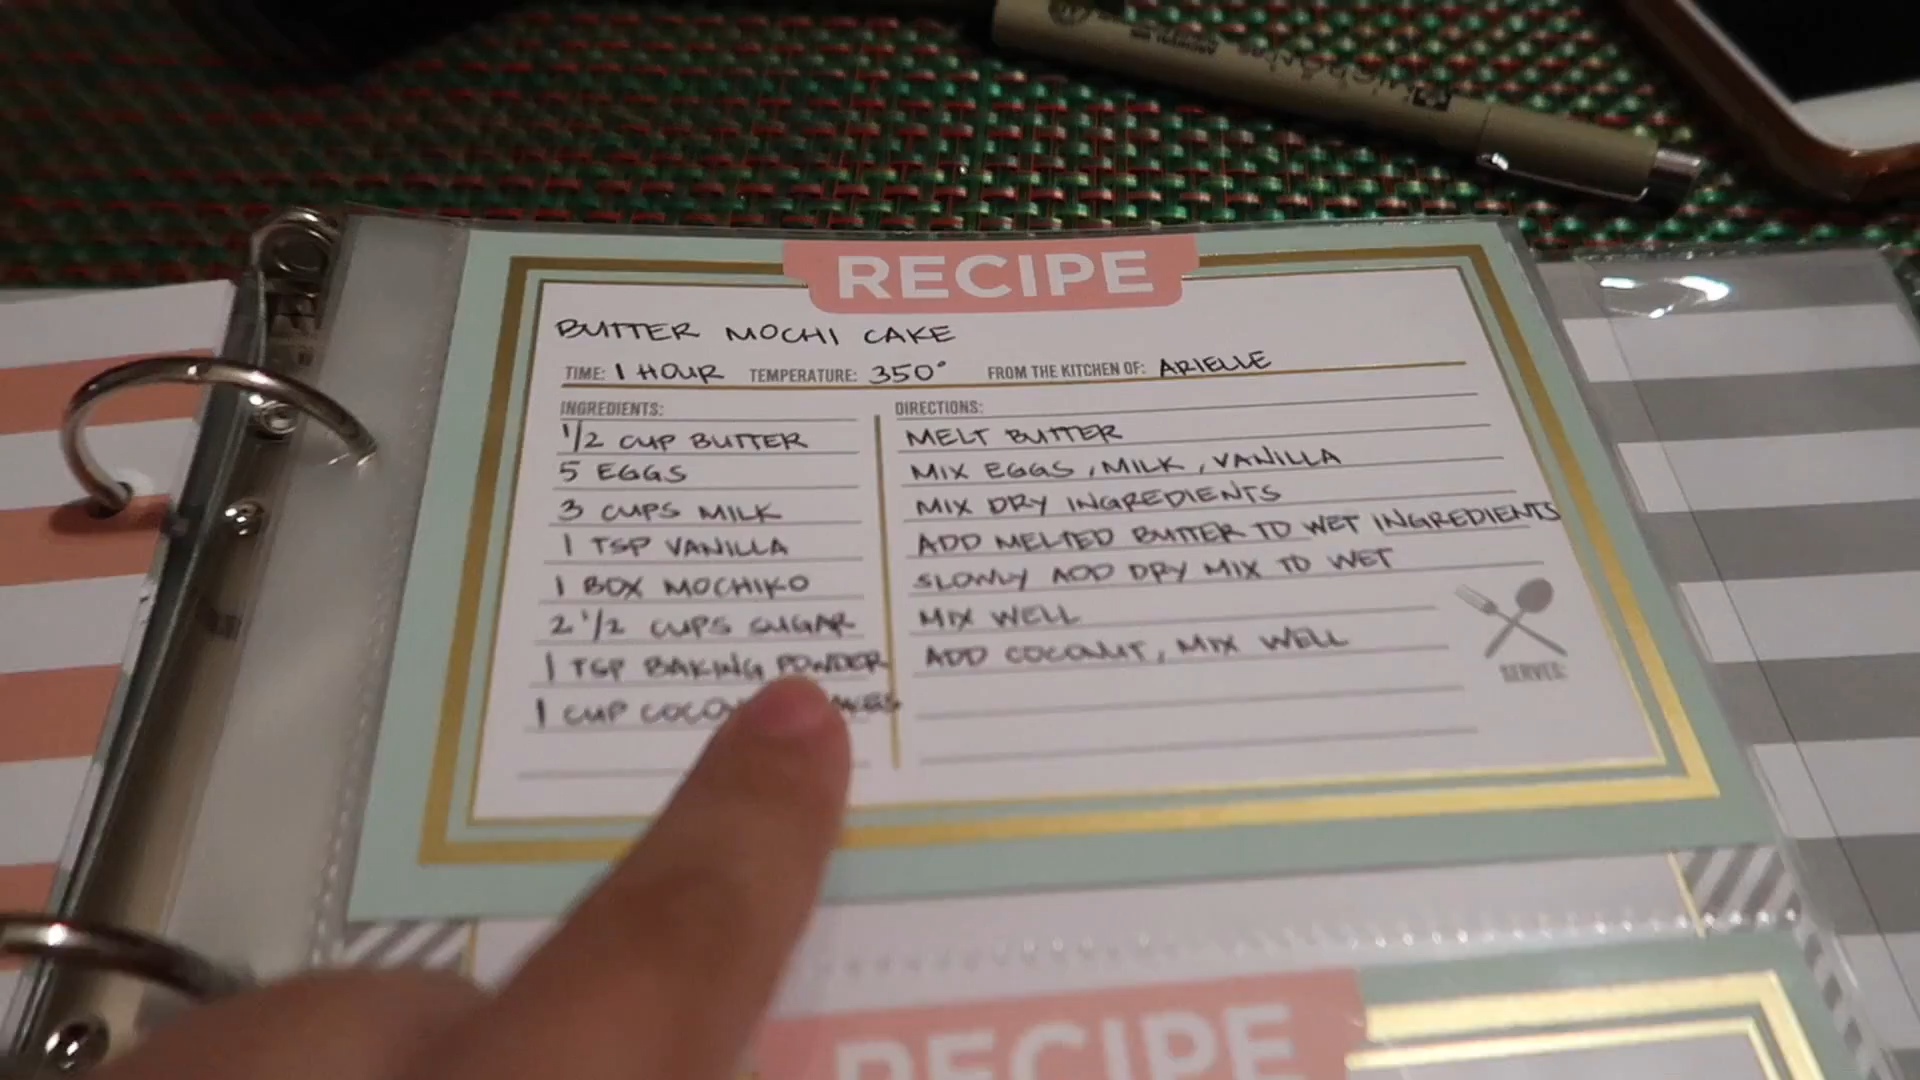 RECIPE
BUTTER MOCHI CAKE
TIME: 1 HOUR TEMPERATURE: 350° FROM THE KITCHEN OF: ARIELLE
INGREDIENTS:
1/2 CUP BUTTER
5 EGGS
3 CUPS MILK
1 TSP VANILLA
1 BOX MOCHIKO
2 1/2 CUPS SUGAR
1 TSP BAKING POWDER
1 CUP
DIRECTIONS:
MELT BUTTER
MIX EGGS, MILK, VANILLA
MIX DRY INGREDIENTS
ADD MELTED BUTTER TO WET INGREDIENTS
SLOWLY ADD DRY MIX TO WET
MIX WELL
ADD COCONUT, MIX WELL
SERVES:
RECIPE